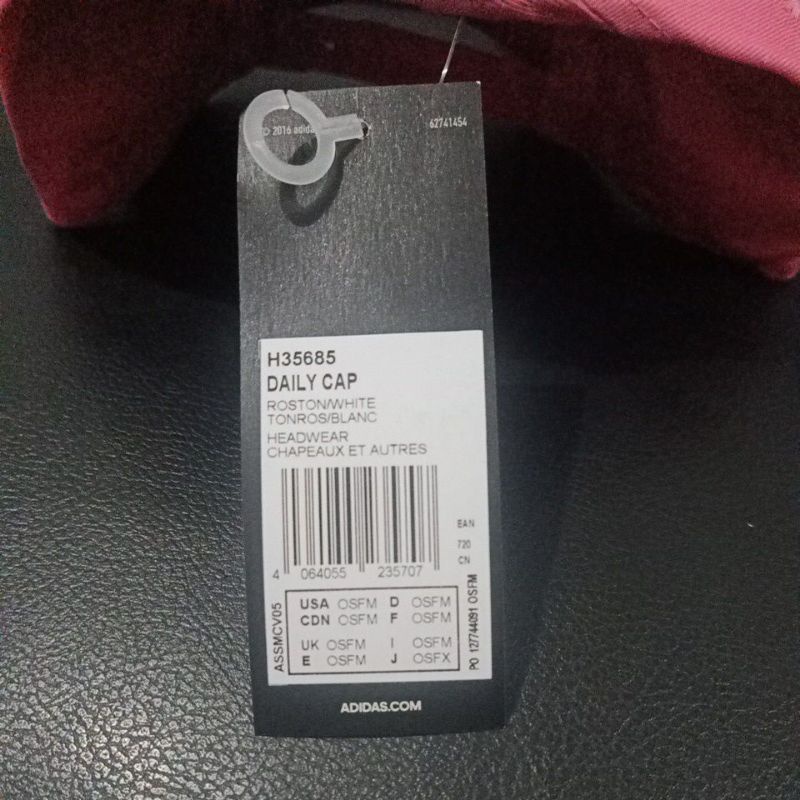 © 2016 adidas
62741454
H35685
DAILY CAP
ROSTON/WHITE
TONROS/BLANC
HEADWEAR
CHAPEAUX ET AUTRES
EAN
720
CN
4 064055 235707
ASSMCV05
USA OSFM D OSFM
CDN OSFM F OSFM
UK OSFM I OSFM
E OSFM J OSFX
PO 127744091 OSFM
ADIDAS.COM